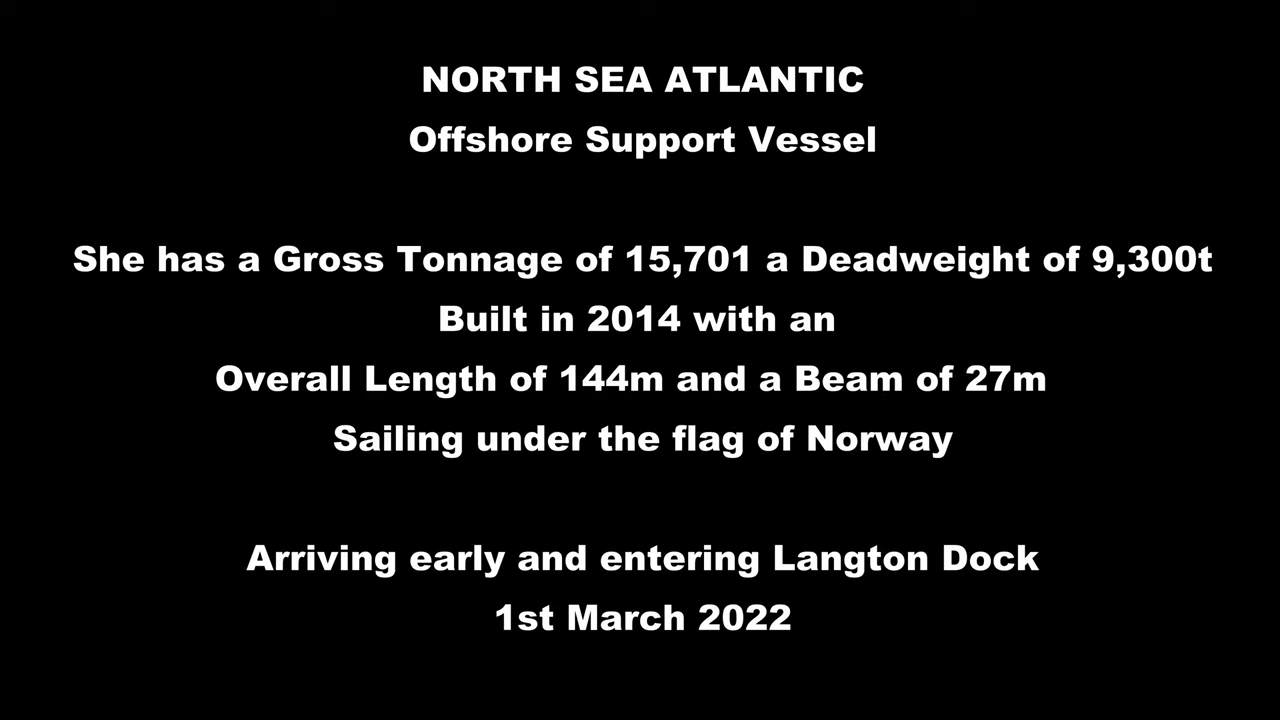 NORTH SEA ATLANTIC
Offshore Support Vessel
She has a Gross Tonnage of 15,701 a Deadweight of 9,300t
Built in 2014 with an
Overall Length of 144m and a Beam of 27m
Sailing under the flag of Norway
Arriving early and entering Langton Dock
1st March 2022